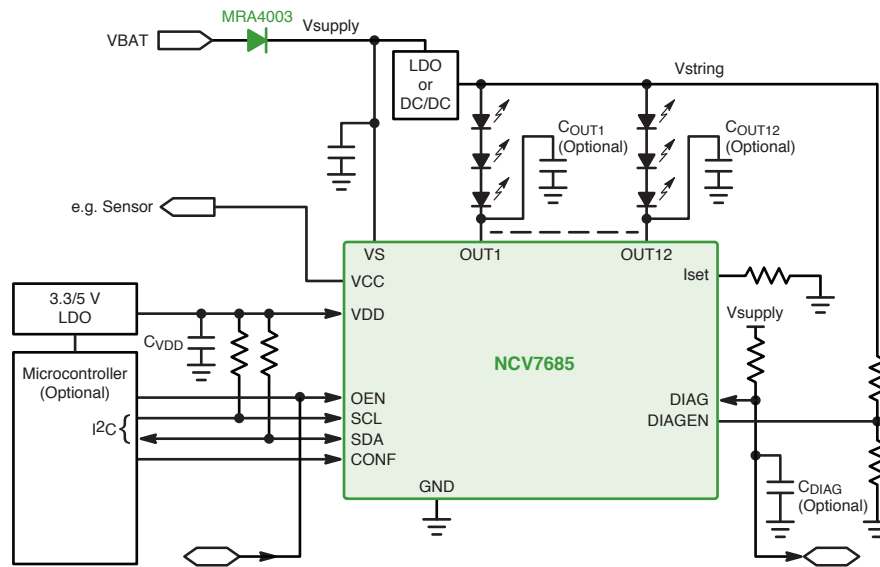 MRA4003
VBAT
Vsupply
LDO
or
DC/DC
Vstring
COUT1
(Optional)
COUT12
(Optional)
e.g. Sensor
VS
OUT1
OUT12
VCC
Iset
3.3/5 V
LDO
VDD
Vsupply
CVDD
NCV7685
Microcontroller
(Optional)
OEN
DIAG
SCL
I2C {
DIAGEN
SDA
CONF
GND
CDIAG
(Optional)